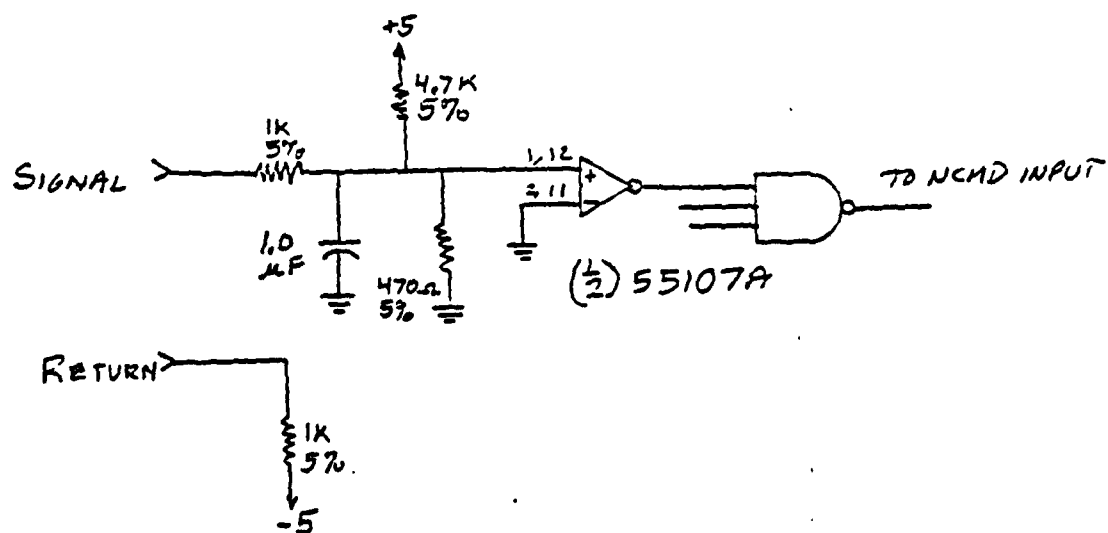 +5
4.7K
5%
1K
5%
SIGNAL
1,12
+
2,11
−
TO NCMD INPUT
1.0
μF
470Ω
5%
(1/2) 55107A
RETURN
1K
5%
-5